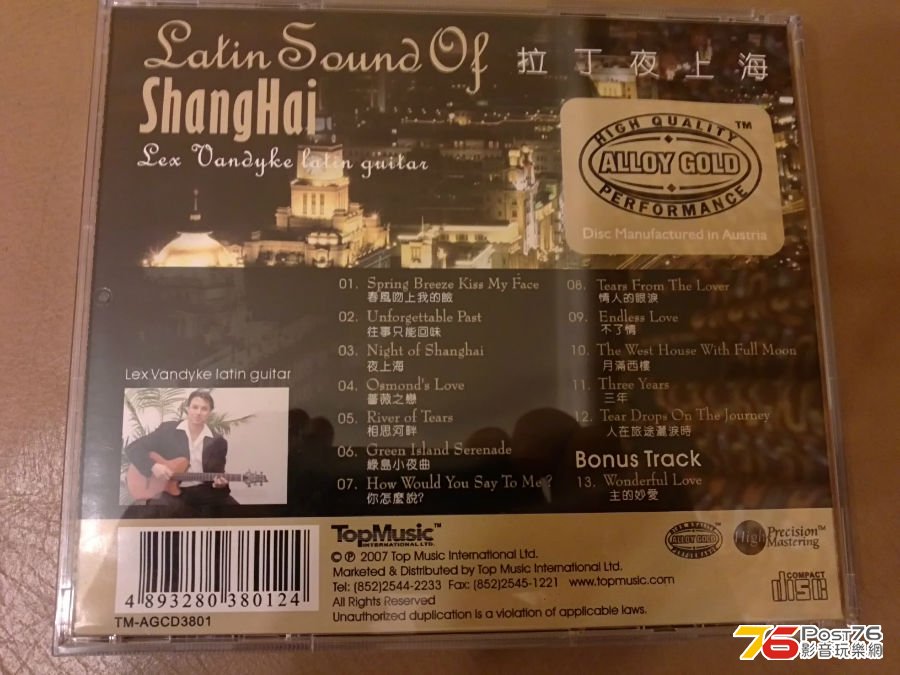 Latin Sound Of 拉丁夜上海
ShangHai
Lex Vandyke latin guitar
HIGH QUALITY TM
ALLOY GOLD
PERFORMANCE
Disc Manufactured in Austria
Lex Vandyke latin guitar
01. Spring Breeze Kiss My Face
春風吻上我的臉
02. Unforgettable Past
往事只能回味
03. Night of Shanghai
夜上海
04. Osmond's Love
薔薇之戀
05. River of Tears
相思河畔
06. Green Island Serenade
綠島小夜曲
07. How Would You Say To Me ?
你怎麼說?
08. Tears From The Lover
情人的眼淚
09. Endless Love
不了情
10. The West House With Full Moon
月滿西樓
11. Three Years
三年
12. Tear Drops On The Journey
人在旅途灑淚時
Bonus Track
13. Wonderful Love
主的妙愛
4 893280 380124
TM-AGCD3801
TopMusic TM
INTERNATIONAL LTD.
© ℗ 2007 Top Music International Ltd.
Marketed & Distributed by Top Music International Ltd.
Tel: (852)2544-2233 Fax: (852)2545-1221 www.topmusic.com
All Rights Reserved
Unauthorized duplication is a violation of applicable laws.
ALLOY GOLD
High Precision TM
Mastering
COMPACT
disc
76 Post76
影音玩樂網